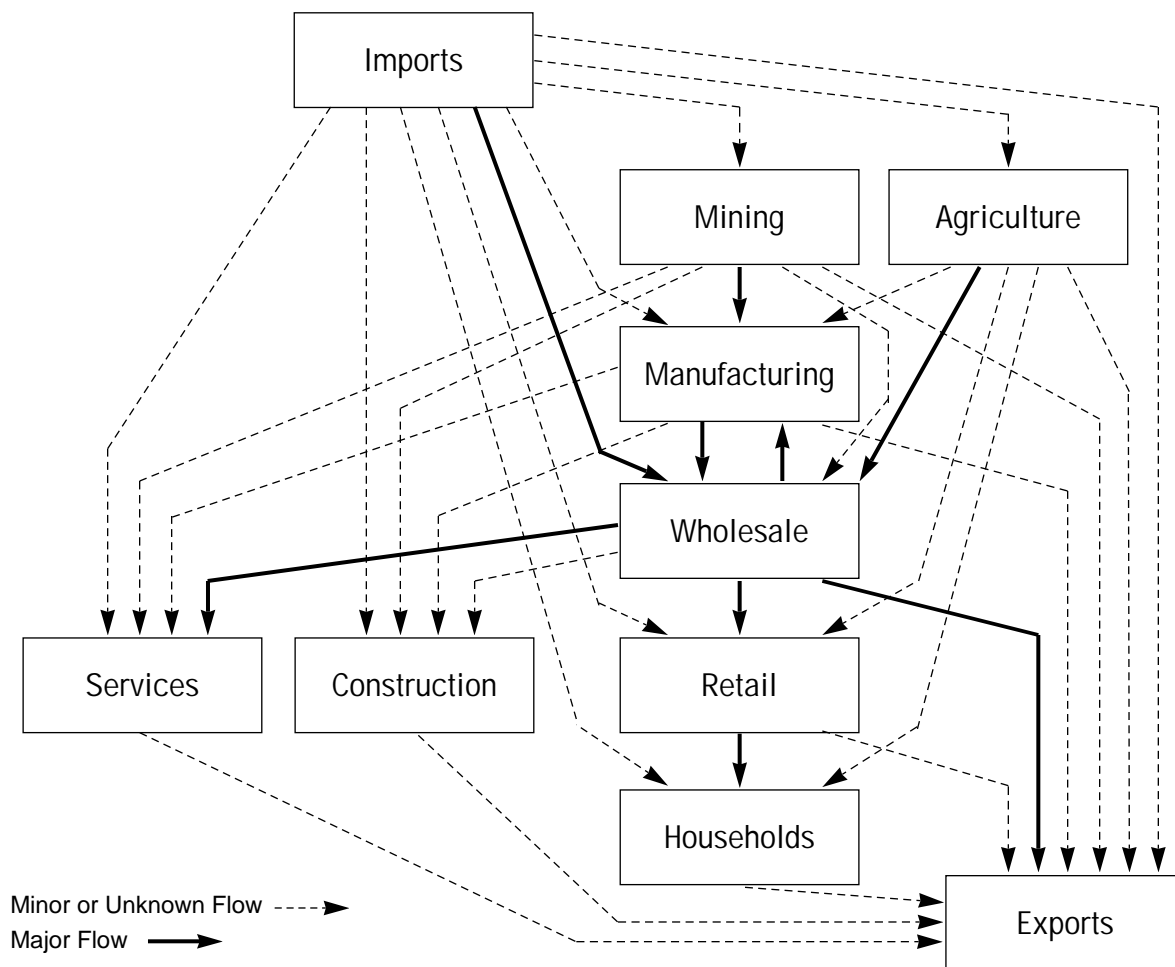 Imports
Mining
Agriculture
Manufacturing
Wholesale
Services
Construction
Retail
Households
Exports
Minor or Unknown Flow
Major Flow